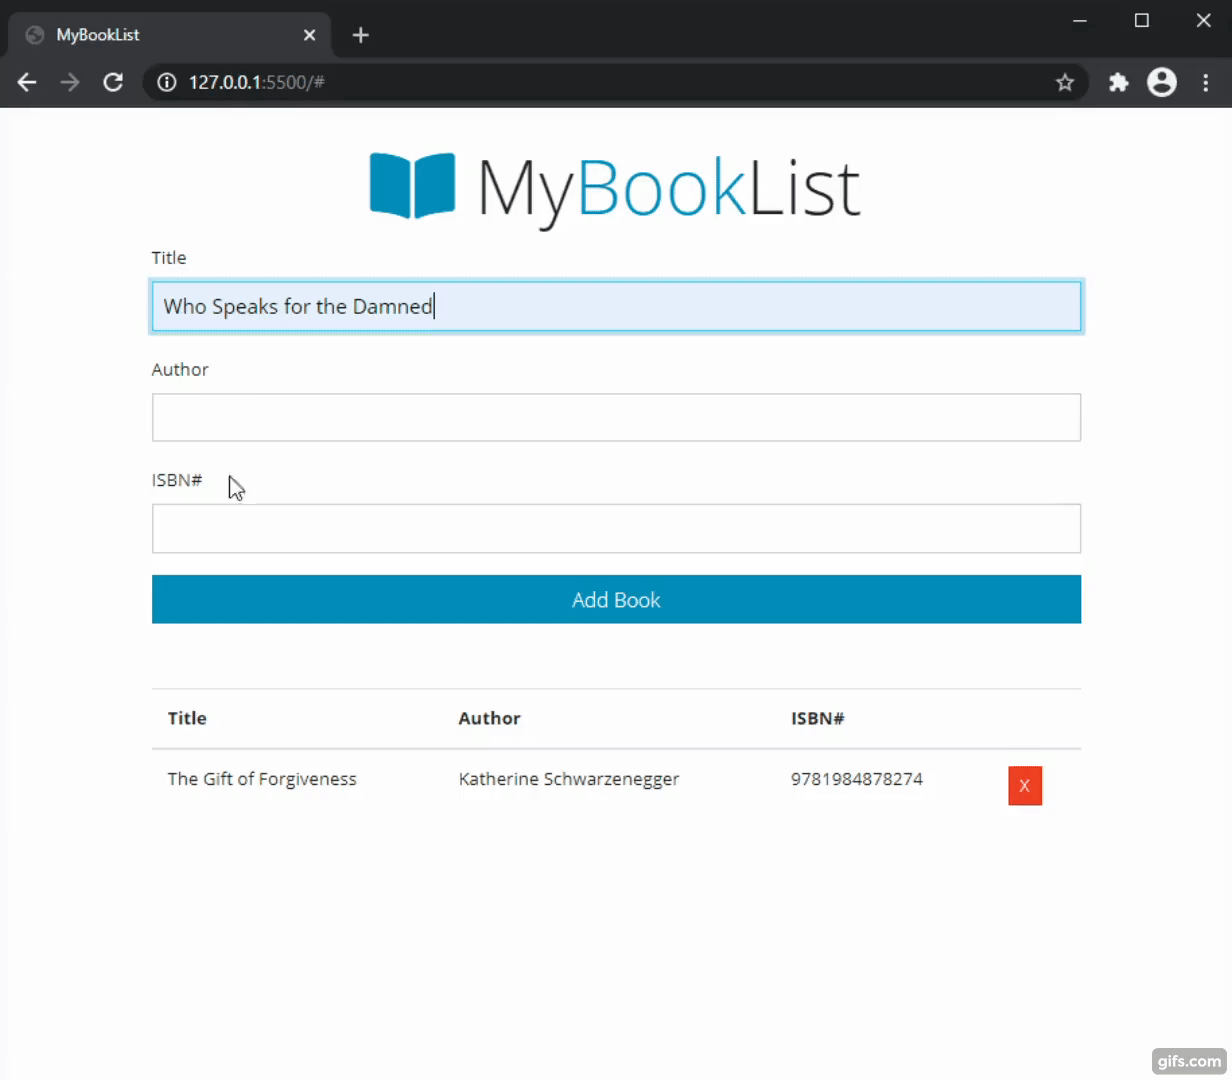 MyBookList
127.0.0.1:5500/#
MyBookList
Title
Who Speaks for the Damned
Author
ISBN#
Add Book
Title Author ISBN#
The Gift of Forgiveness Katherine Schwarzenegger 9781984878274 X
gifs.com